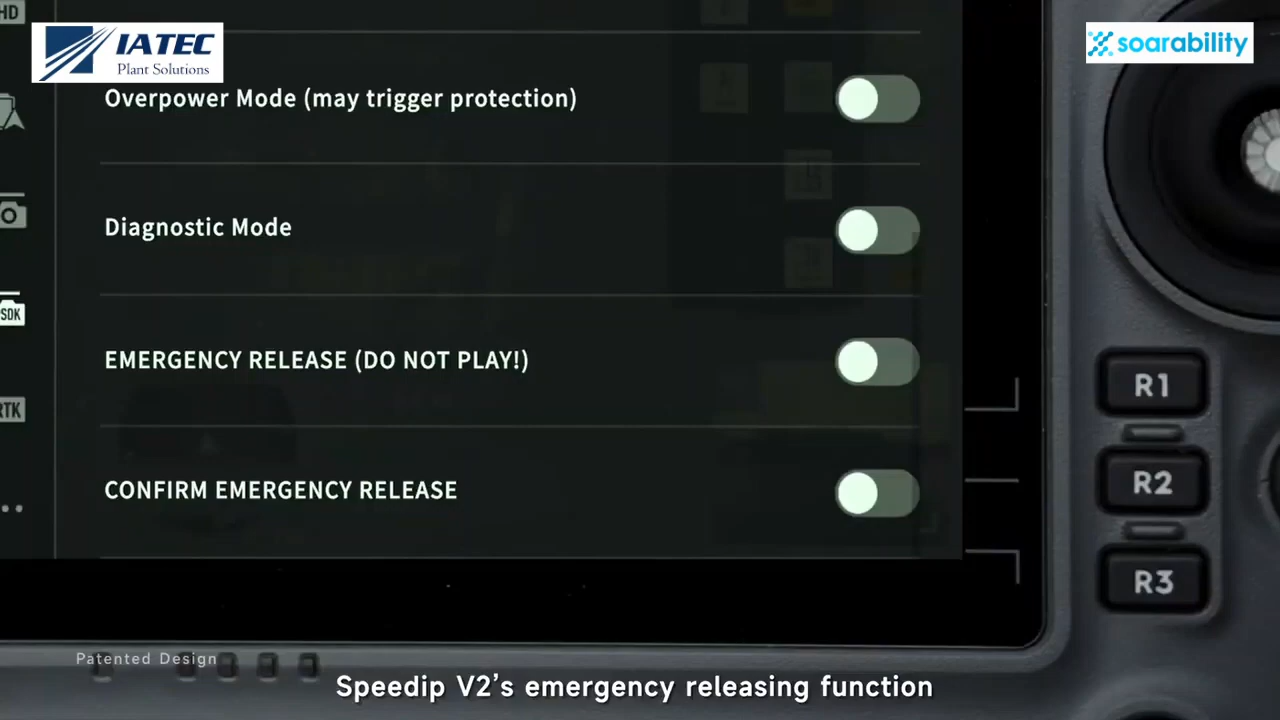 HD
IATEC
Plant Solutions
soarability
Overpower Mode (may trigger protection)
Diagnostic Mode
PSDK
EMERGENCY RELEASE (DO NOT PLAY!)
R1
RTK
CONFIRM EMERGENCY RELEASE
R2
R3
Patented Design
Speedip V2’s emergency releasing function